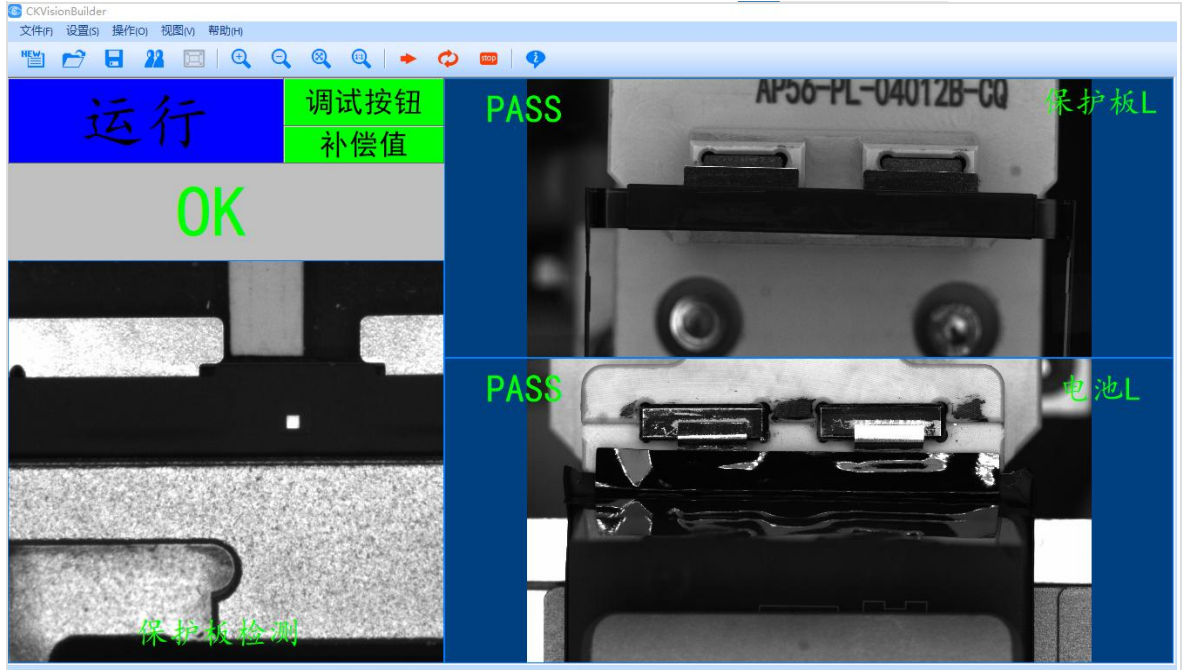 CKVisionBuilder
文件(F) 设置(S) 操作(O) 视图(V) 帮助(H)
NEW
1:1
stop
运行
调试按钮
补偿值
OK
PASS
AP56-PL-04012B-CQ
保护板L
PASS
电池L
保护板检测